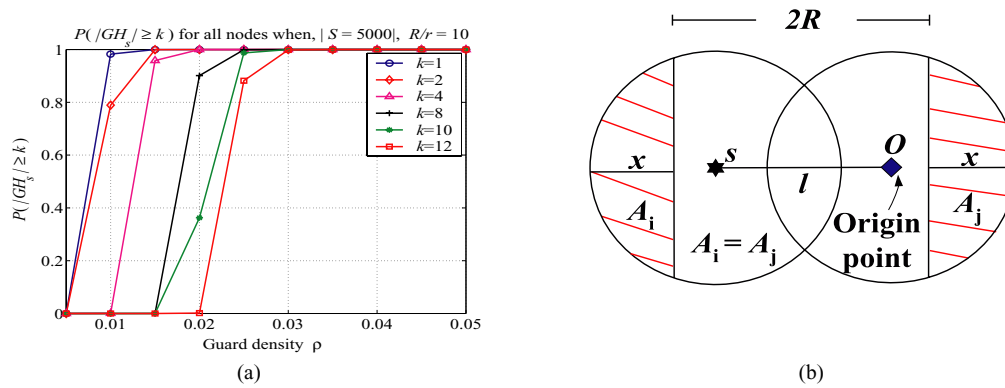 P( |GH_s| ≥ k ) for all nodes when, | S = 5000|, R/r = 10
P( |GH_s| ≥ k )
1
0.8
0.6
0.4
0.2
0
k=1
k=2
k=4
k=8
k=10
k=12
0.01 0.02 0.03 0.04 0.05
Guard density ρ
(a)
2R
s O
x l x
A_i A_j
A_i = A_j
Origin
point
(b)